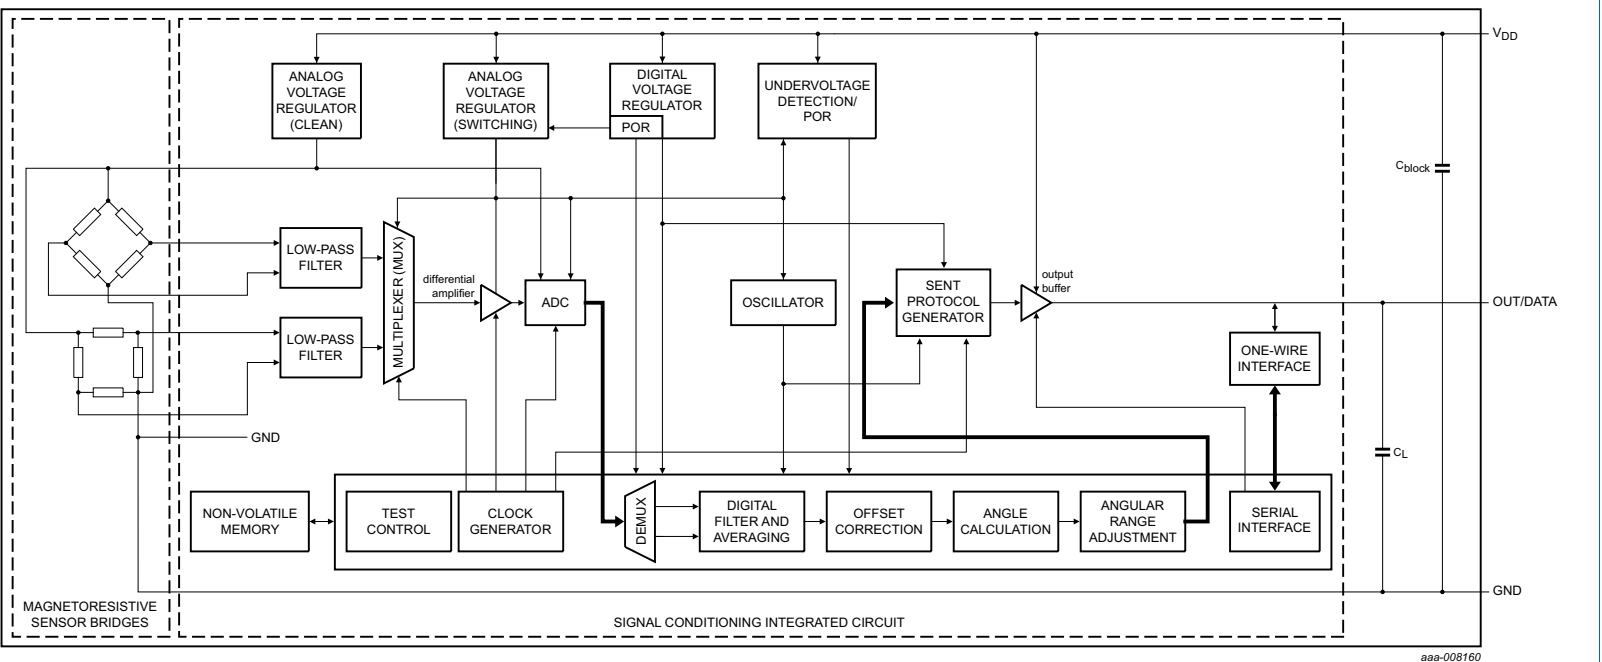 VDD
ANALOG
VOLTAGE
REGULATOR
(CLEAN)
ANALOG
VOLTAGE
REGULATOR
(SWITCHING)
DIGITAL
VOLTAGE
REGULATOR
POR
UNDERVOLTAGE
DETECTION/
POR
Cblock
LOW-PASS
FILTER
LOW-PASS
FILTER
MULTIPLEXER (MUX)
differential
amplifier
ADC
OSCILLATOR
SENT
PROTOCOL
GENERATOR
output
buffer
OUT/DATA
ONE-WIRE
INTERFACE
GND
CL
NON-VOLATILE
MEMORY
TEST
CONTROL
CLOCK
GENERATOR
DEMUX
DIGITAL
FILTER AND
AVERAGING
OFFSET
CORRECTION
ANGLE
CALCULATION
ANGULAR
RANGE
ADJUSTMENT
SERIAL
INTERFACE
GND
MAGNETORESISTIVE
SENSOR BRIDGES
SIGNAL CONDITIONING INTEGRATED CIRCUIT
aaa-008160